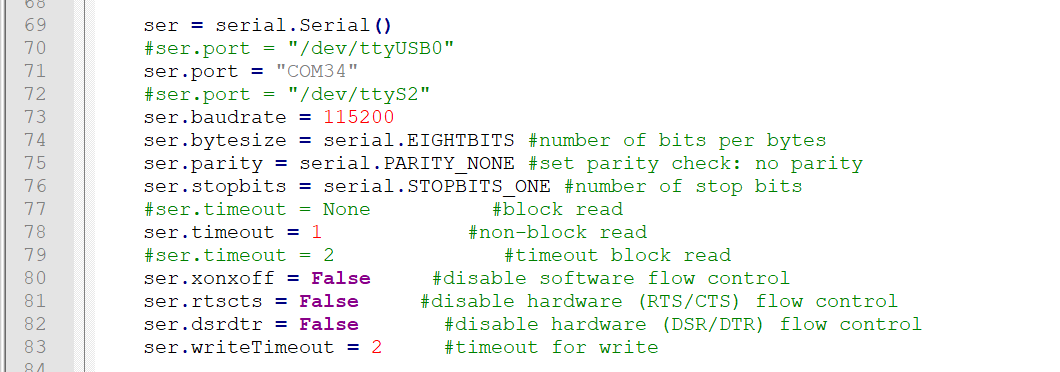 68
69 ser = serial.Serial()
70 #ser.port = "/dev/ttyUSB0"
71 ser.port = "COM34"
72 #ser.port = "/dev/ttyS2"
73 ser.baudrate = 115200
74 ser.bytesize = serial.EIGHTBITS #number of bits per bytes
75 ser.parity = serial.PARITY_NONE #set parity check: no parity
76 ser.stopbits = serial.STOPBITS_ONE #number of stop bits
77 #ser.timeout = None          #block read
78 ser.timeout = 1            #non-block read
79 #ser.timeout = 2              #timeout block read
80 ser.xonxoff = False     #disable software flow control
81 ser.rtscts = False     #disable hardware (RTS/CTS) flow control
82 ser.dsrdtr = False       #disable hardware (DSR/DTR) flow control
83 ser.writeTimeout = 2     #timeout for write
84